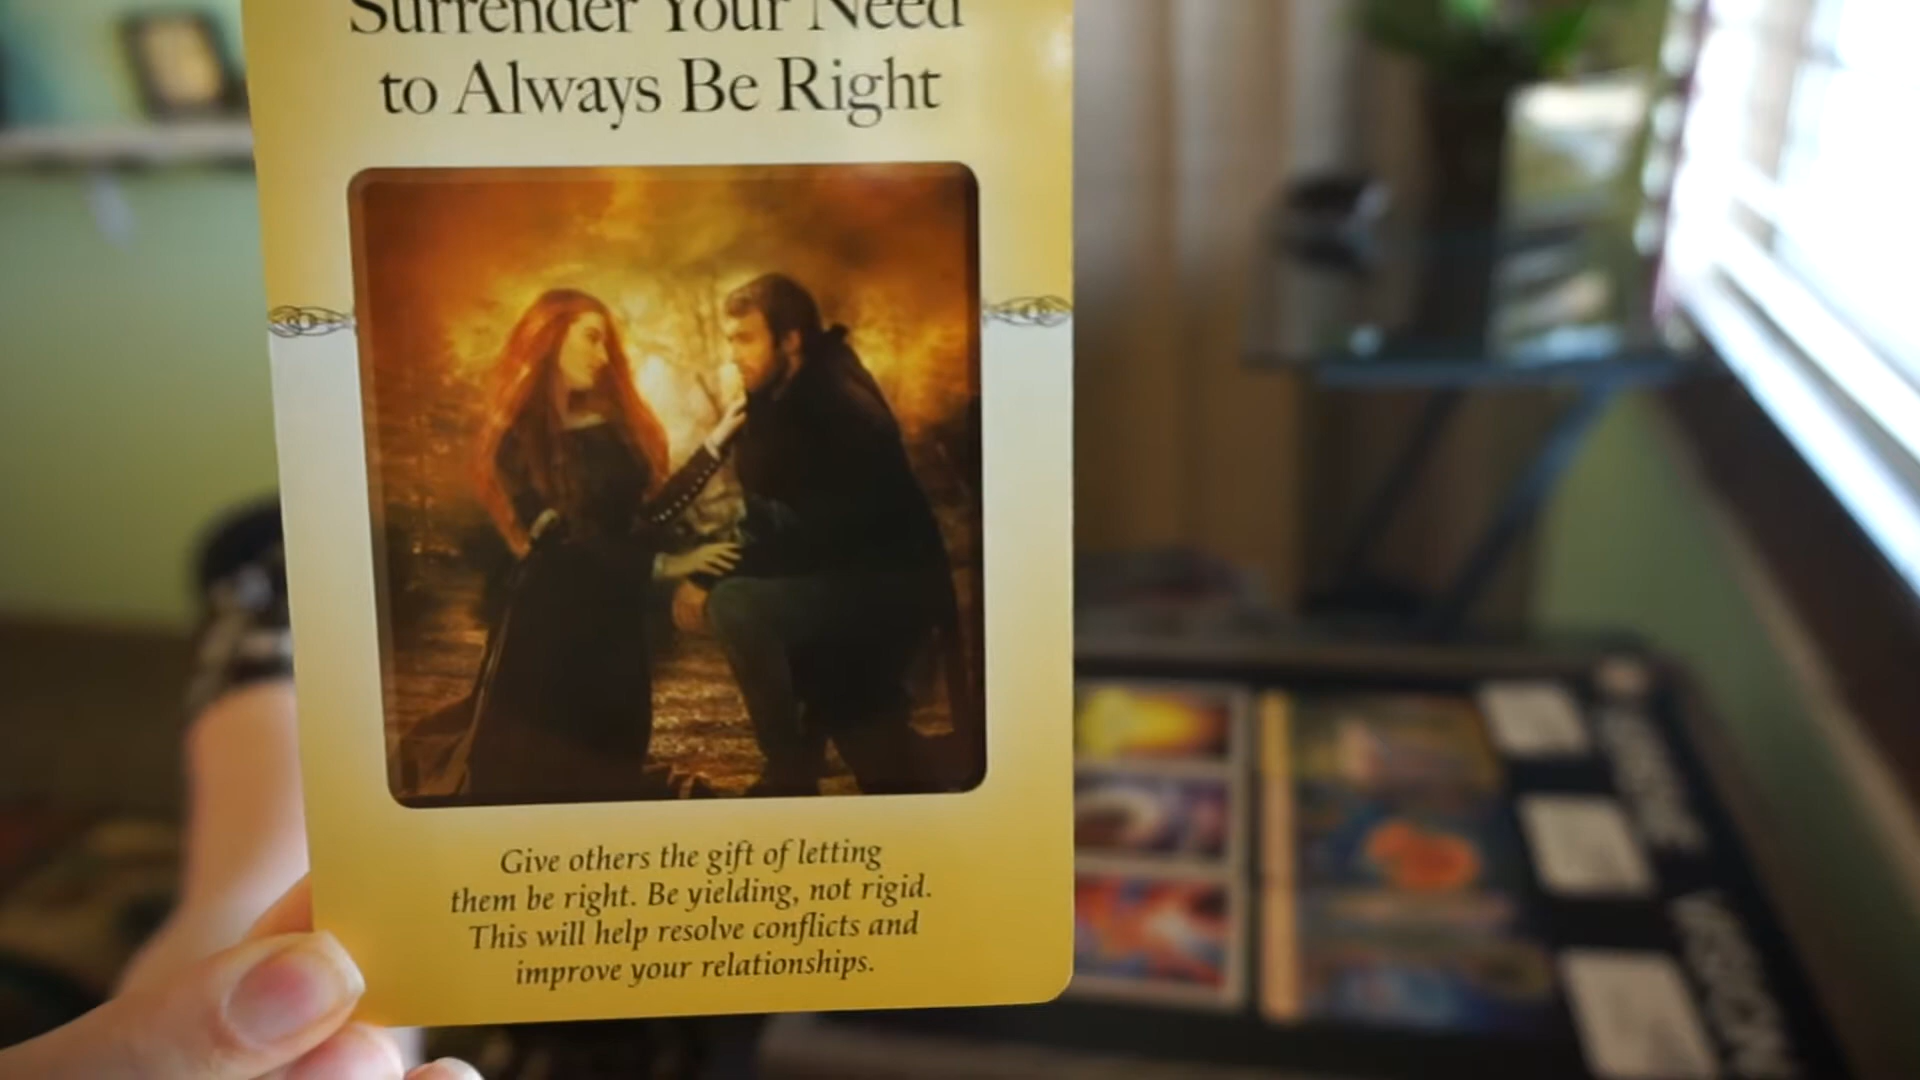 Surrender Your Need
to Always Be Right
Give others the gift of letting
them be right. Be yielding, not rigid.
This will help resolve conflicts and
improve your relationships.